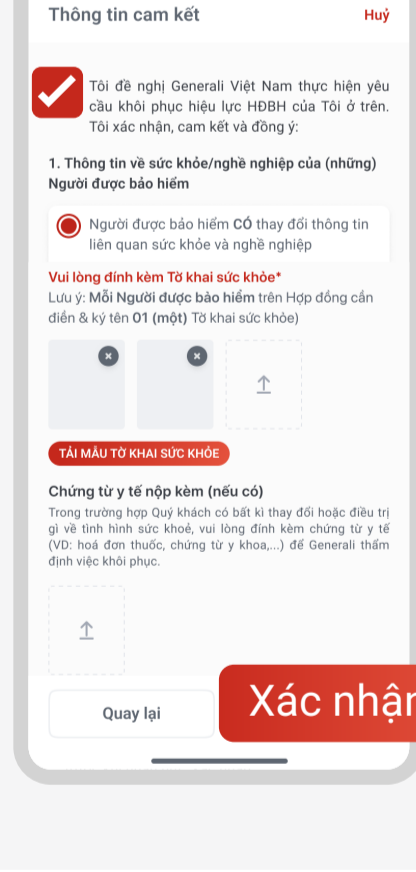 Thông tin cam kết
Huỷ
Tôi đề nghị Generali Việt Nam thực hiện yêu
cầu khôi phục hiệu lực HĐBH của Tôi ở trên.
Tôi xác nhận, cam kết và đồng ý:
1. Thông tin về sức khỏe/nghề nghiệp của (những)
Người được bảo hiểm
Người được bảo hiểm CÓ thay đổi thông tin
liên quan sức khỏe và nghề nghiệp
Vui lòng đính kèm Tờ khai sức khỏe*
Lưu ý: Mỗi Người được bảo hiểm trên Hợp đồng cần
điền & ký tên 01 (một) Tờ khai sức khỏe)
TẢI MẪU TỜ KHAI SỨC KHỎE
Chứng từ y tế nộp kèm (nếu có)
Trong trường hợp Quý khách có bất kì thay đổi hoặc điều trị
gì về tình hình sức khoẻ, vui lòng đính kèm chứng từ y tế
(VD: hoá đơn thuốc, chứng từ y khoa,...) để Generali thẩm
định việc khôi phục.
Quay lại
Xác nhận